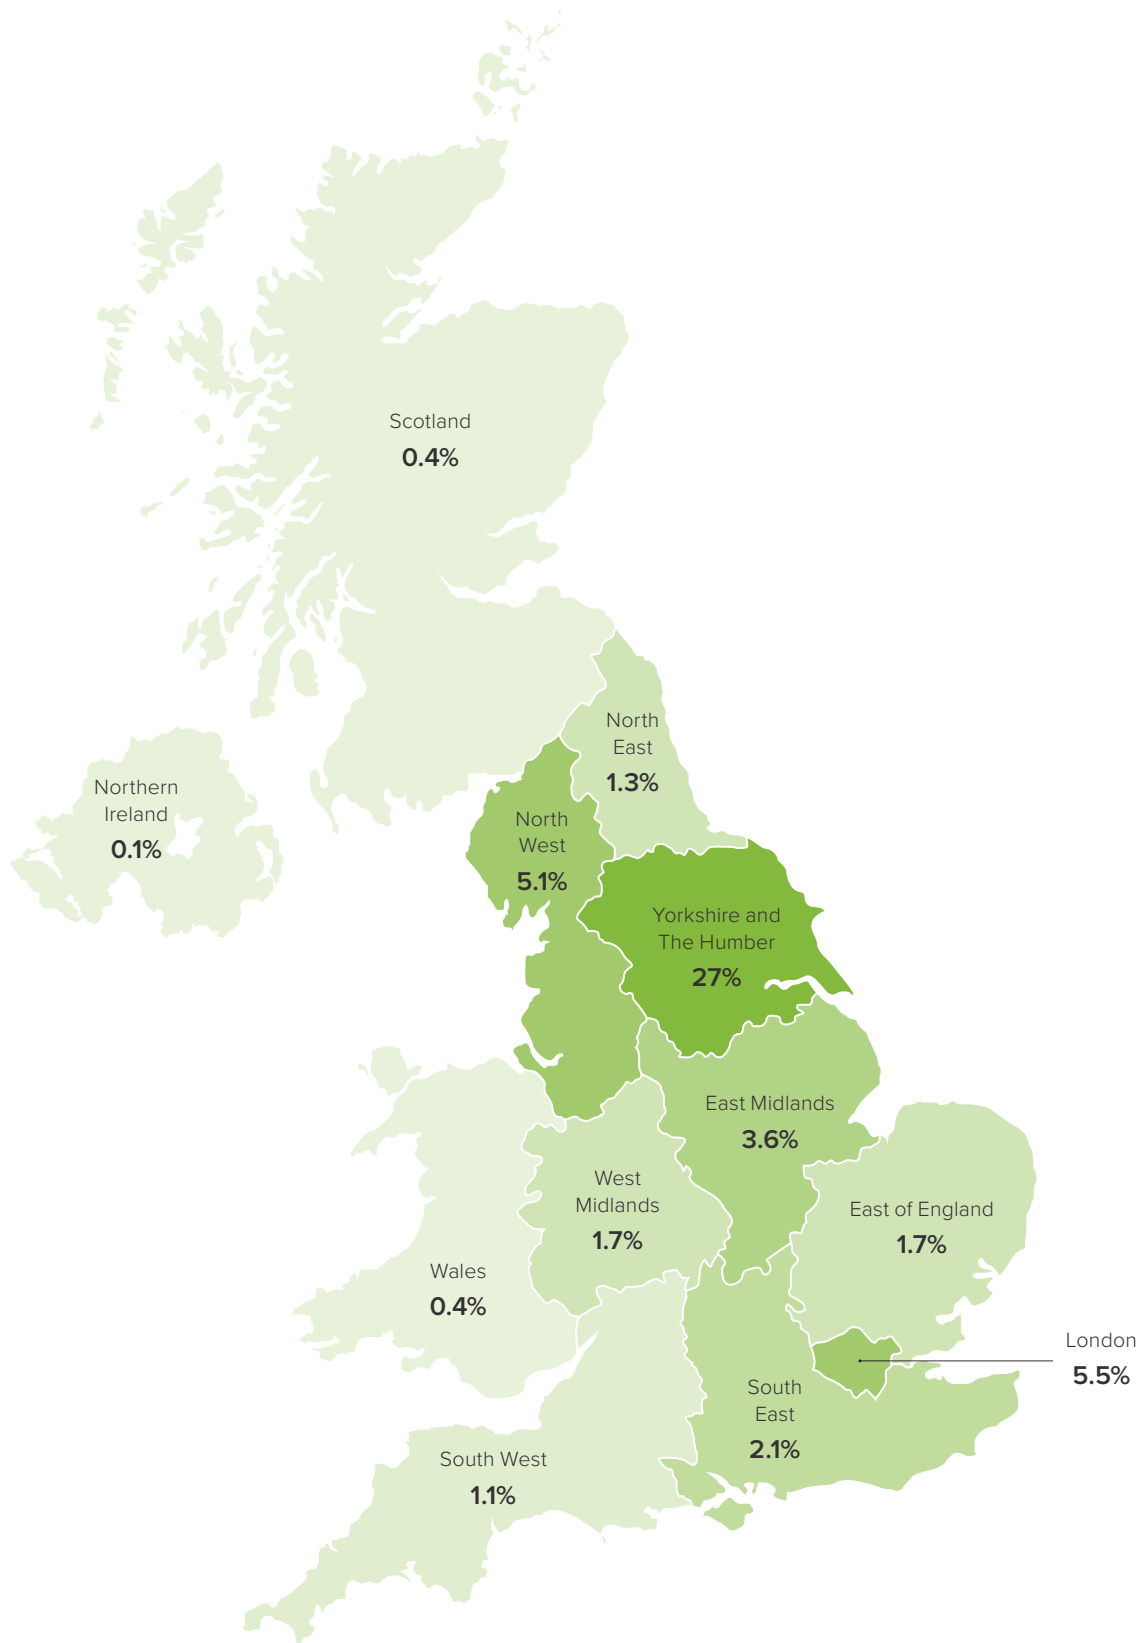 Scotland
0.4%
North
East
1.3%
Northern
Ireland
0.1%
North
West
5.1%
Yorkshire and
The Humber
27%
East Midlands
3.6%
West
Midlands
1.7%
East of England
1.7%
Wales
0.4%
London
5.5%
South
East
2.1%
South West
1.1%